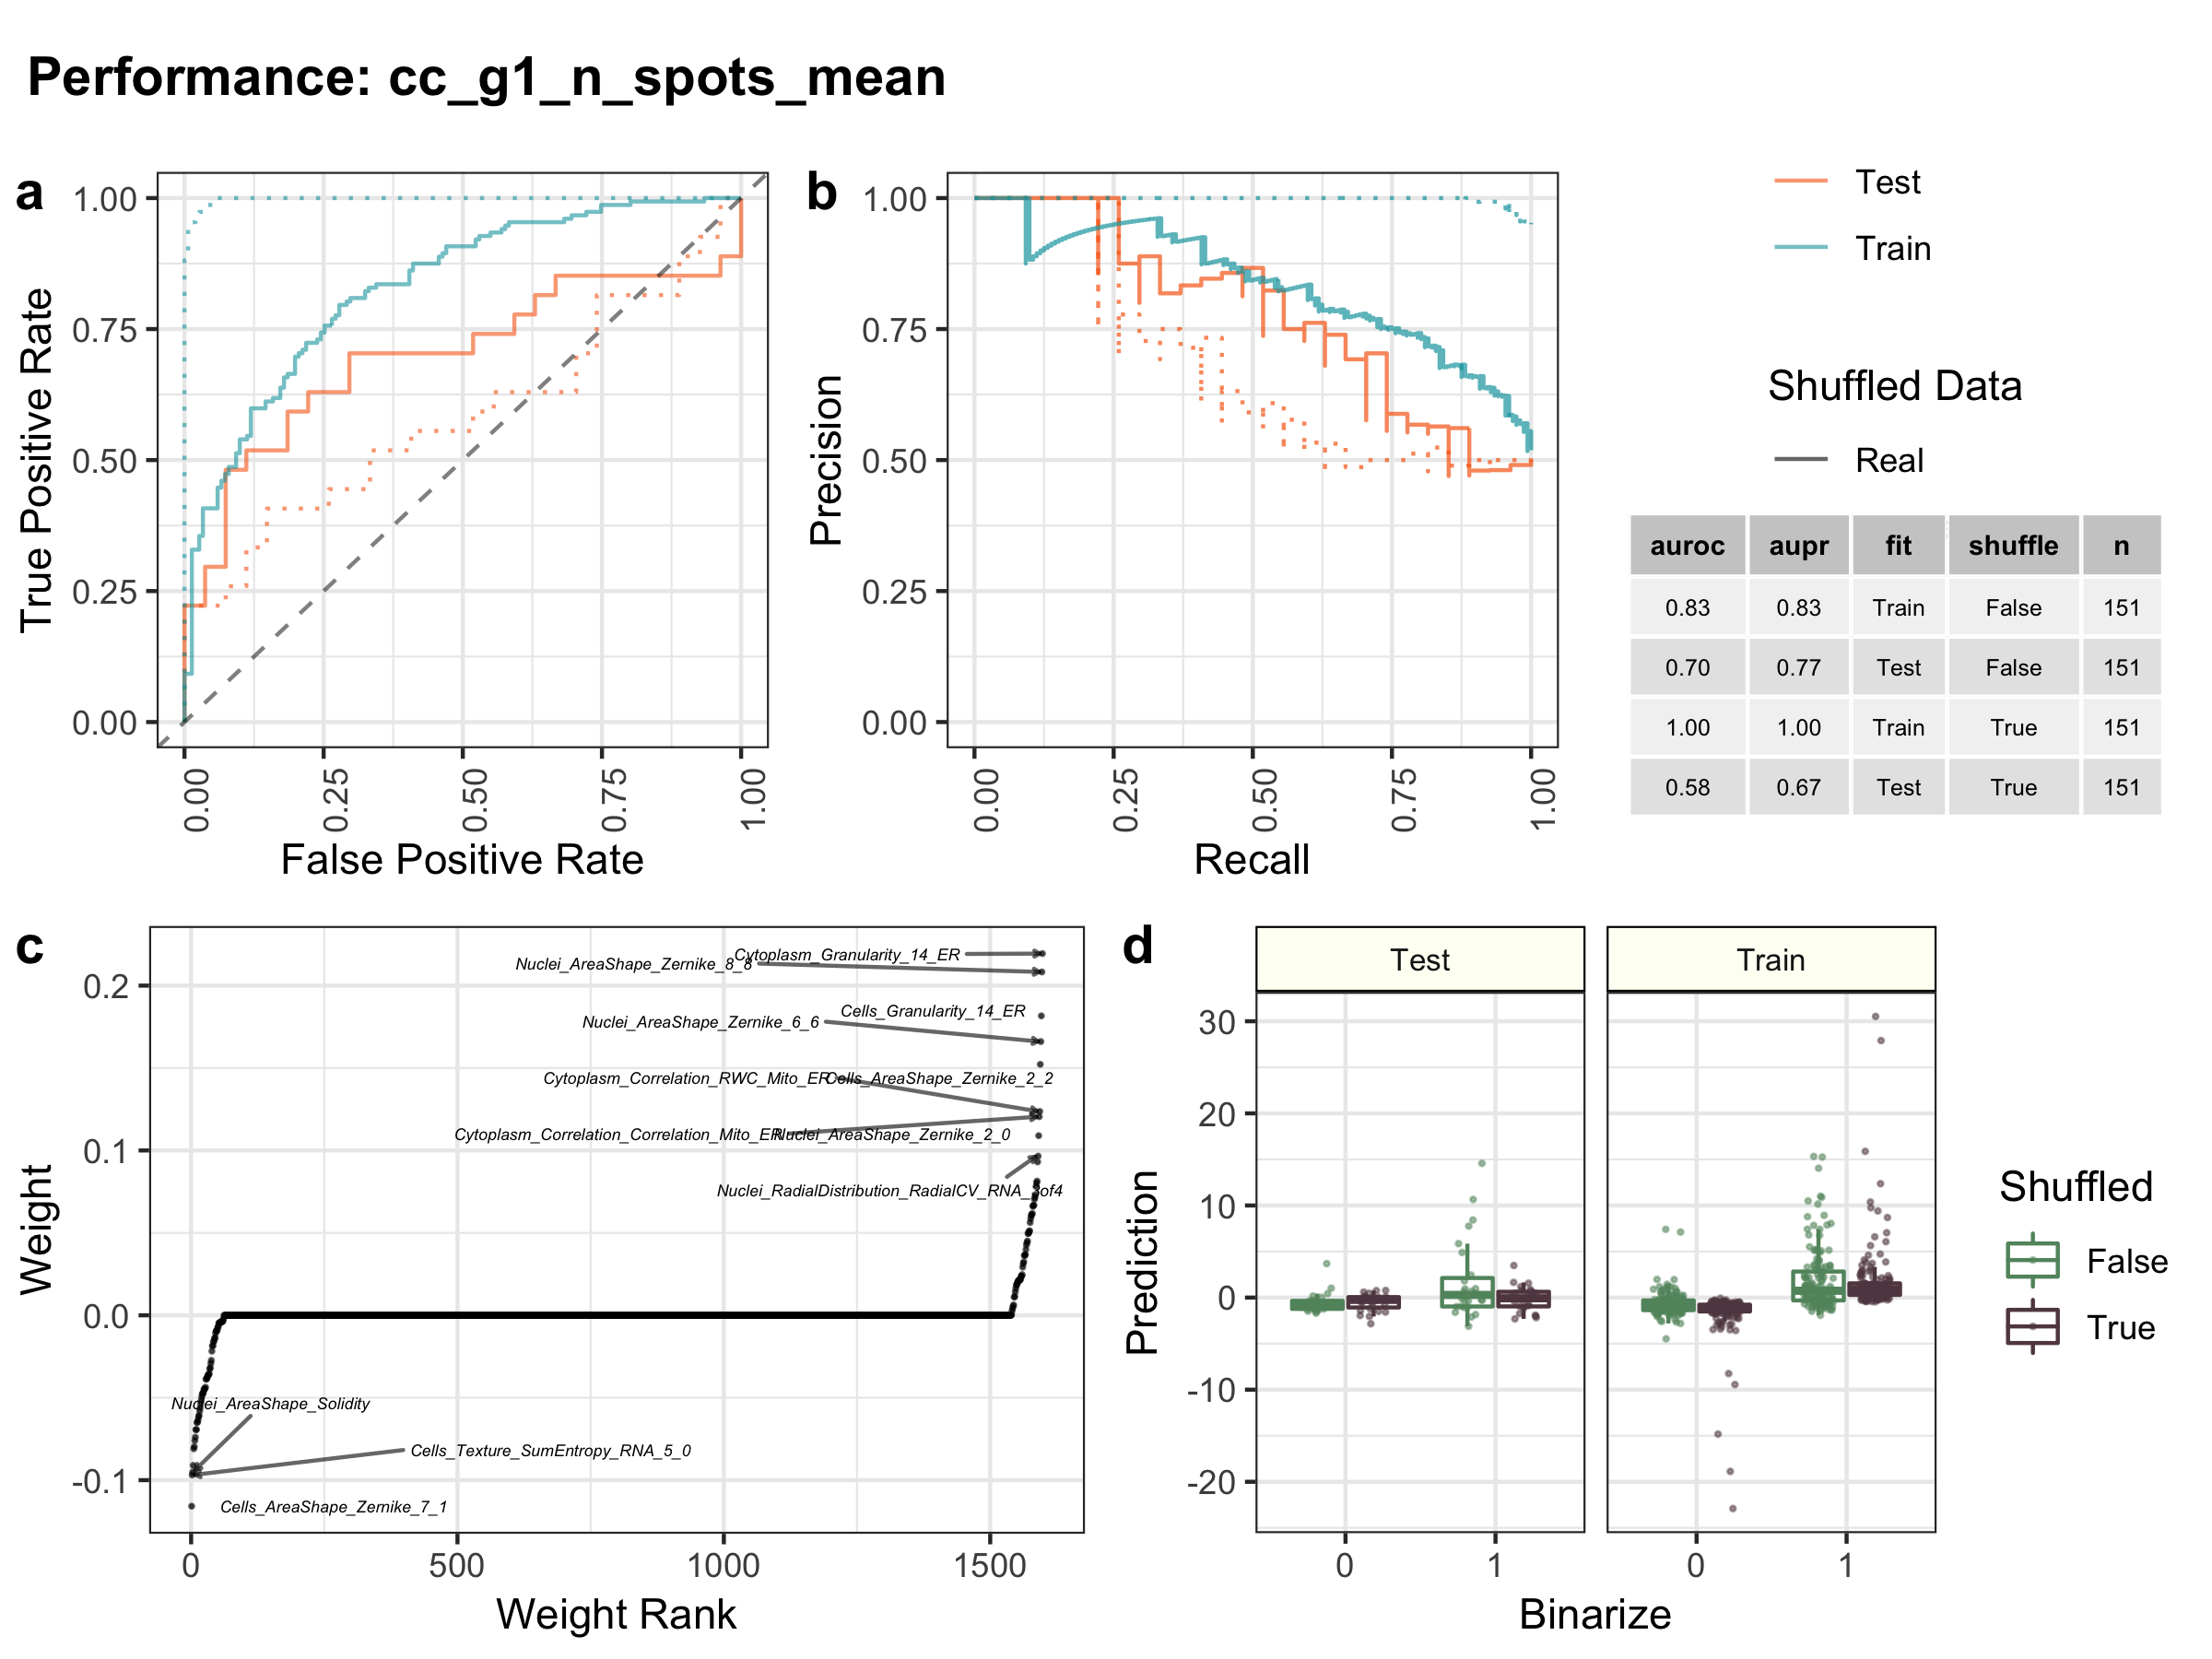 Performance: cc_g1_n_spots_mean
a
True Positive Rate
1.00
0.75
0.50
0.25
0.00
0.00
0.25
0.50
0.75
1.00
False Positive Rate
b
Precision
1.00
0.75
0.50
0.25
0.00
0.00
0.25
0.50
0.75
1.00
Recall
Test
Train
Shuffled Data
Real
auroc aupr fit shuffle n
0.83 0.83 Train False 151
0.70 0.77 Test False 151
1.00 1.00 Train True 151
0.58 0.67 Test True 151
c
Weight
0.2
0.1
0.0
-0.1
Cytoplasm_Granularity_14_ER
Nuclei_AreaShape_Zernike_8_8
Cells_Granularity_14_ER
Nuclei_AreaShape_Zernike_6_6
Cytoplasm_Correlation_RWC_Mito_ER
Cells_AreaShape_Zernike_2_2
Cytoplasm_Correlation_Correlation_Mito_ER
Nuclei_AreaShape_Zernike_2_0
Nuclei_AreaShape_Solidity
Cells_Texture_SumEntropy_RNA_5_0
Cells_AreaShape_Zernike_7_1
0
500
1000
1500
Weight Rank
d
Test
Train
Prediction
30
20
10
0
-10
-20
0
1
0
1
Binarize
Shuffled
False
True